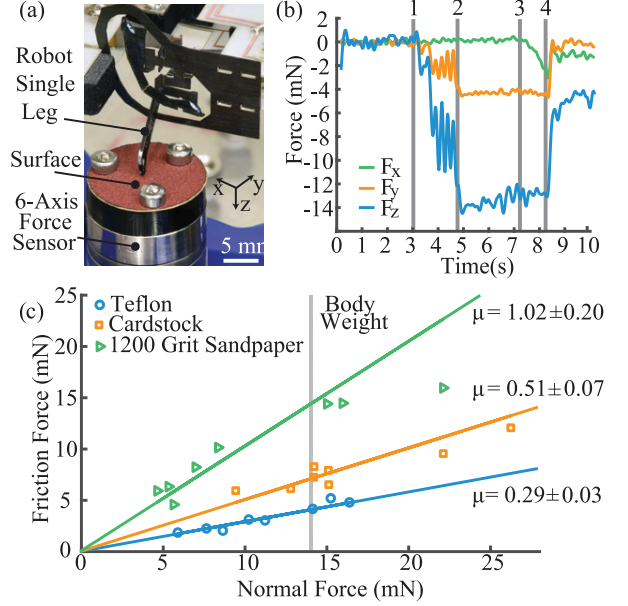 (a)
Robot
Single
Leg
Surface
6-Axis
Force
Sensor
x
y
z
5 mm
(b)
1 2 3 4
0
-2
-4
-6
-8
-10
-12
-14
Force (mN)
Fx
Fy
Fz
0 1 2 3 4 5 6 7 8 9 10
Time(s)
(c)
Teflon
Cardstock
1200 Grit Sandpaper
Body
Weight
μ = 1.02±0.20
μ = 0.51±0.07
μ = 0.29±0.03
25
20
15
10
5
0
Friction Force (mN)
5 10 15 20 25
Normal Force (mN)